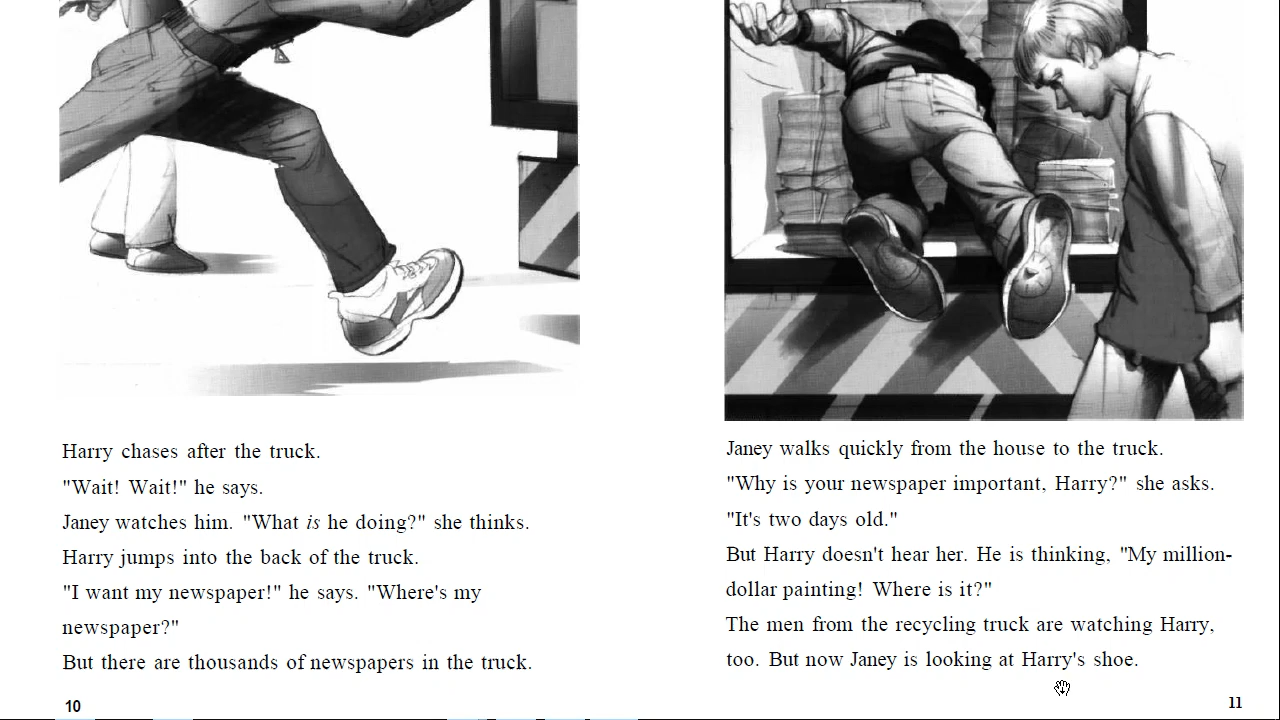 Harry chases after the truck.
"Wait! Wait!" he says.
Janey watches him. "What is he doing?" she thinks.
Harry jumps into the back of the truck.
"I want my newspaper!" he says. "Where's my
newspaper?"
But there are thousands of newspapers in the truck.
10
Janey walks quickly from the house to the truck.
"Why is your newspaper important, Harry?" she asks.
"It's two days old."
But Harry doesn't hear her. He is thinking, "My million-
dollar painting! Where is it?"
The men from the recycling truck are watching Harry,
too. But now Janey is looking at Harry's shoe.
11